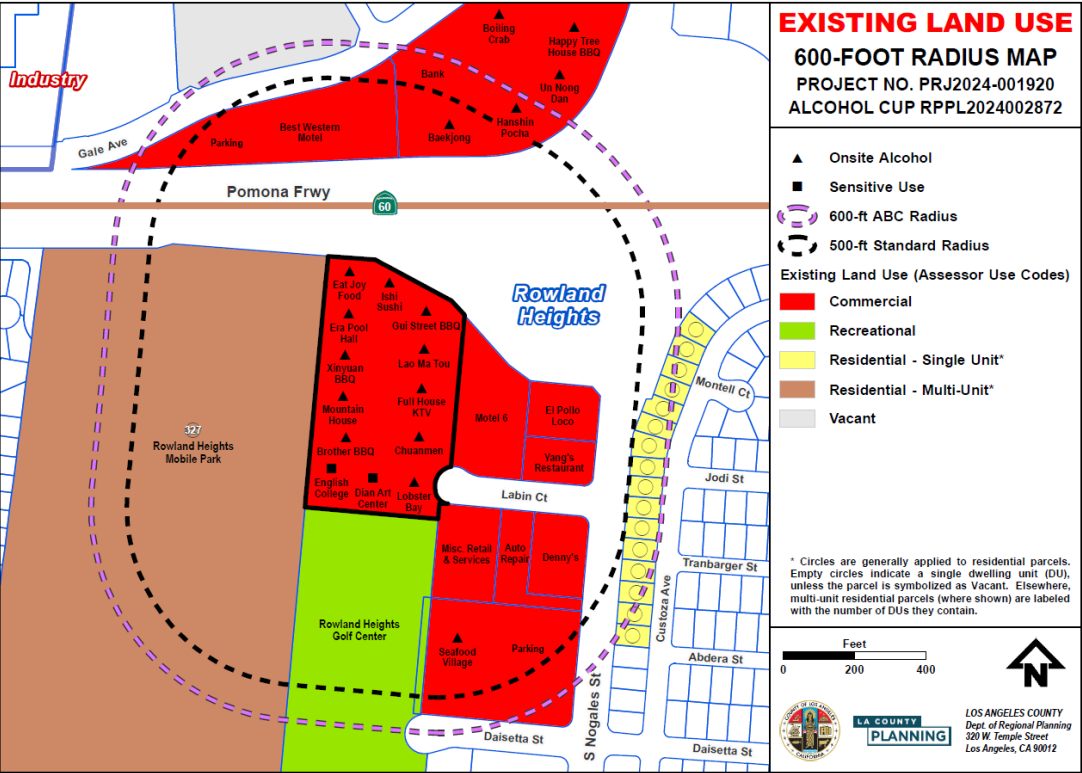 EXISTING LAND USE
600-FOOT RADIUS MAP
PROJECT NO. PRJ2024-001920
ALCOHOL CUP RPPL2024002872
Onsite Alcohol
Sensitive Use
600-ft ABC Radius
500-ft Standard Radius
Existing Land Use (Assessor Use Codes)
Commercial
Recreational
Residential - Single Unit*
Residential - Multi-Unit*
Vacant
* Circles are generally applied to residential parcels.
Empty circles indicate a single dwelling unit (DU),
unless the parcel is symbolized as Vacant. Elsewhere,
multi-unit residential parcels (where shown) are labeled
with the number of DUs they contain.
Feet
0 200 400
N
COUNTY OF LOS ANGELES
CALIFORNIA
LA COUNTY
PLANNING
LOS ANGELES COUNTY
Dept. of Regional Planning
320 W. Temple Street
Los Angeles, CA 90012
Industry
Boiling
Crab
Happy Tree
House BBQ
Bank
Un Nong
Dan
Hanshin
Pocha
Baekjong
Best Western
Motel
Parking
Gale Ave
Pomona Frwy
60
Rowland
Heights
Eat Joy
Food
Ishi
Sushi
Era Pool
Hall
Gui Street BBQ
Xinyuan
BBQ
Lao Ma Tou
Mountain
House
Full House
KTV
Brother BBQ
Chuanmen
English
College
Dian Art
Center
Lobster
Bay
327
Rowland Heights
Mobile Park
Motel 6
El Pollo
Loco
Yang's
Restaurant
Labin Ct
Misc. Retail
& Services
Auto
Repair
Denny's
Rowland Heights
Golf Center
Seafood
Village
Parking
S Nogales St
Daisetta St
Custoza Ave
Montell Ct
Jodi St
Tranbarger St
Abdera St
Daisetta St